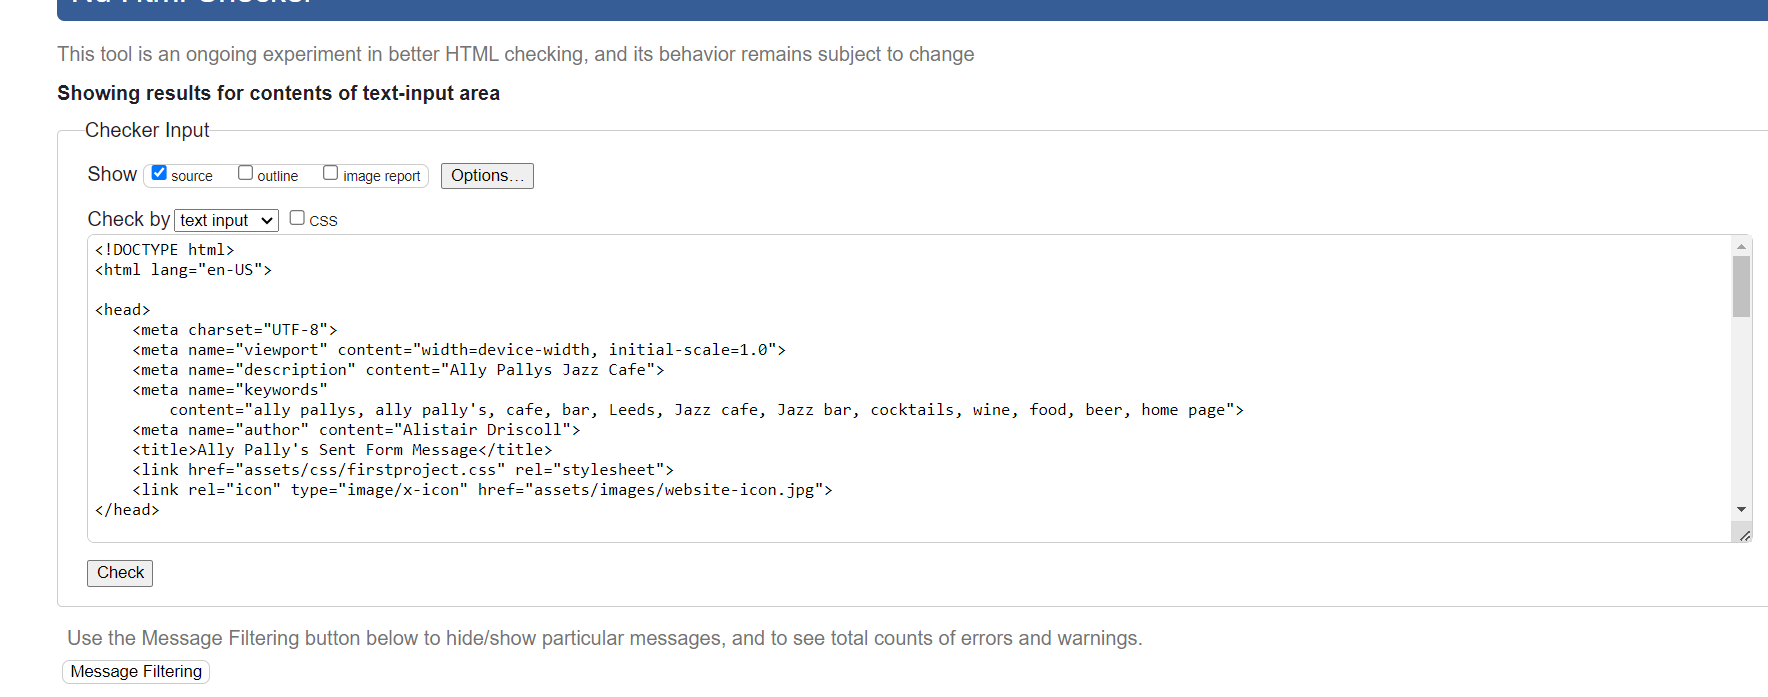 Nu Html Checker
This tool is an ongoing experiment in better HTML checking, and its behavior remains subject to change
Showing results for contents of text-input area
Checker Input
Show source outline image report Options...
Check by text input CSS
<!DOCTYPE html>
<html lang="en-US">
<head>
    <meta charset="UTF-8">
    <meta name="viewport" content="width=device-width, initial-scale=1.0">
    <meta name="description" content="Ally Pallys Jazz Cafe">
    <meta name="keywords"
        content="ally pallys, ally pally's, cafe, bar, Leeds, Jazz cafe, Jazz bar, cocktails, wine, food, beer, home page">
    <meta name="author" content="Alistair Driscoll">
    <title>Ally Pally's Sent Form Message</title>
    <link href="assets/css/firstproject.css" rel="stylesheet">
    <link rel="icon" type="image/x-icon" href="assets/images/website-icon.jpg">
</head>
Check
Use the Message Filtering button below to hide/show particular messages, and to see total counts of errors and warnings.
Message Filtering